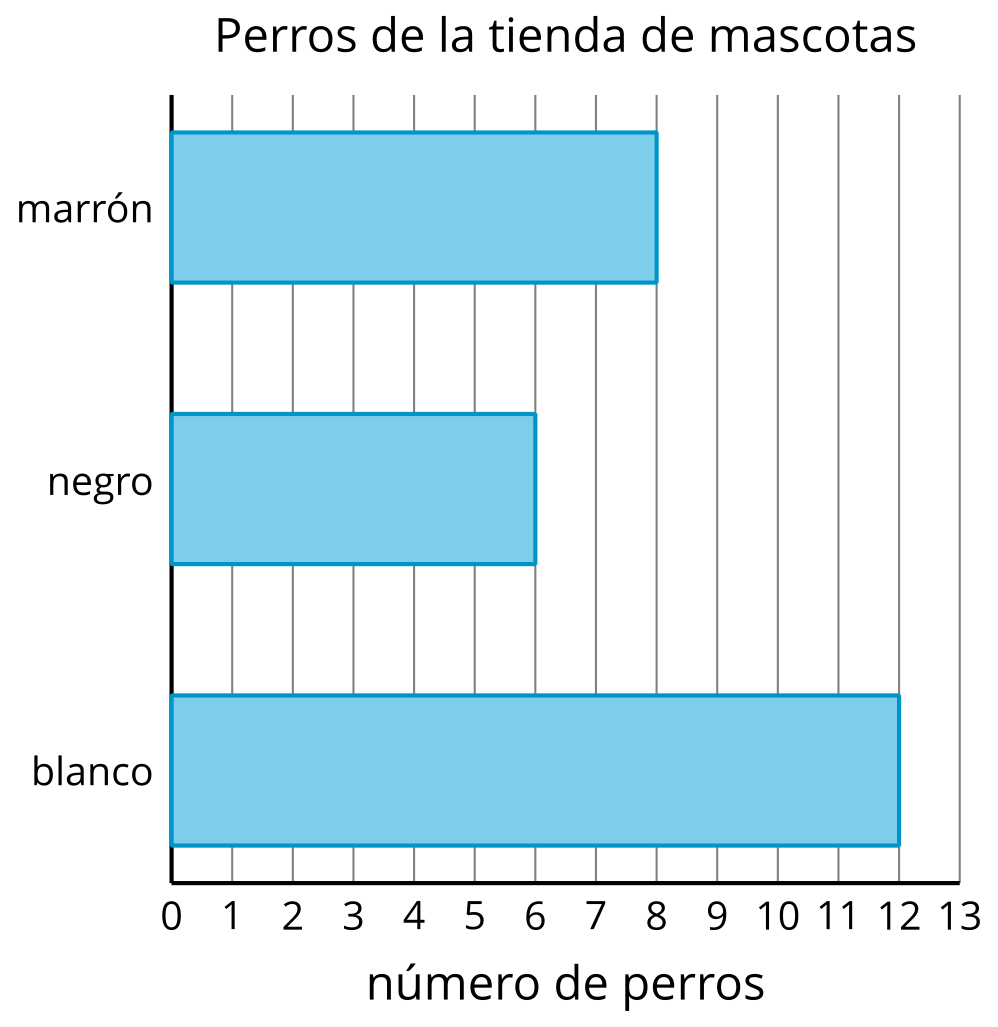 Perros de la tienda de mascotas
marrón
negro
blanco
0 1 2 3 4 5 6 7 8 9 10 11 12 13
número de perros